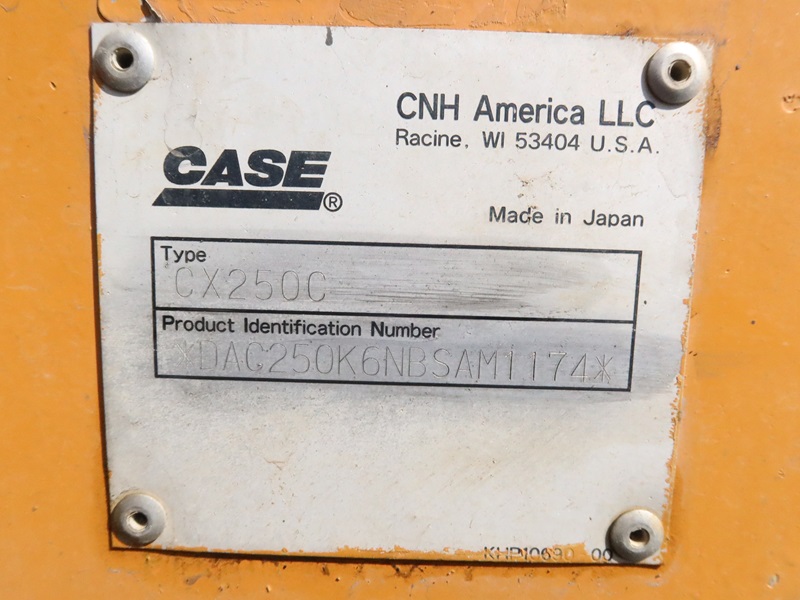 CNH America LLC
Racine, WI 53404 U.S.A.
CASE®
Made in Japan
Type
CX250C
Product Identification Number
*DAC250K6NBSAM1174*